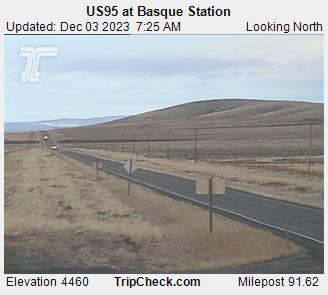 US95 at Basque Station
Updated: Dec 03 2023 7:25 AM Looking North
Elevation 4460 TripCheck.com Milepost 91.62